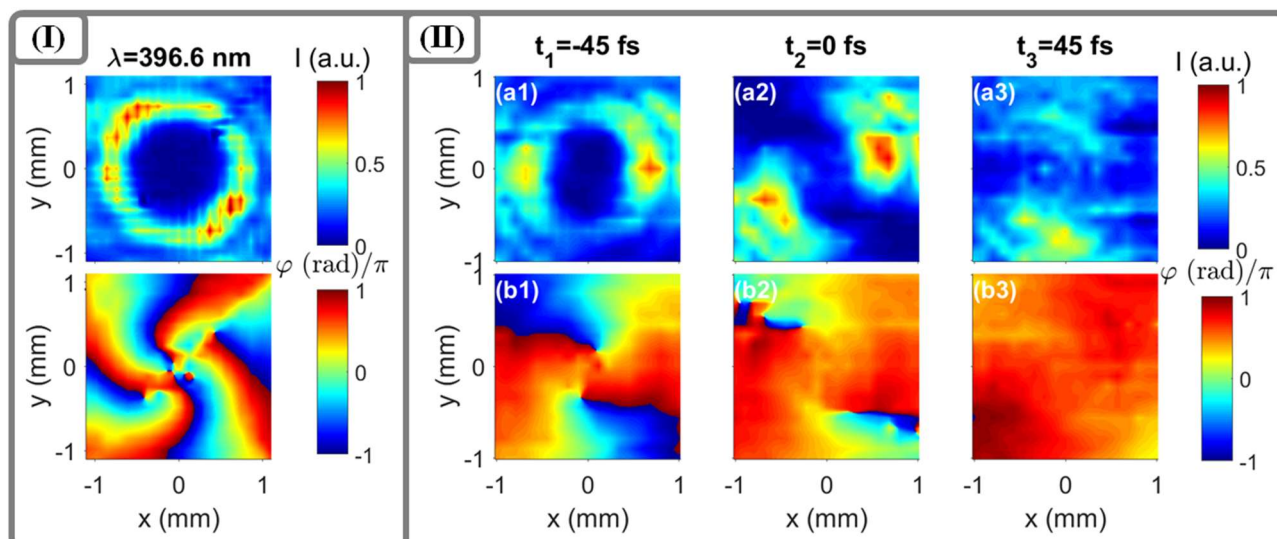 (I)
λ=396.6 nm
I (a.u.)
1
0.5
0
1
0
-1
y (mm)
φ (rad)/π
1
0
-1
1
0
-1
y (mm)
-1 0 1
x (mm)
(II)
t1=-45 fs
t2=0 fs
t3=45 fs
I (a.u.)
(a1)
(a2)
(a3)
1
0.5
0
1
0
-1
y (mm)
φ (rad)/π
(b1)
(b2)
(b3)
1
0
-1
1
0
-1
y (mm)
-1 0 1
-1 0 1
-1 0 1
x (mm)
x (mm)
x (mm)